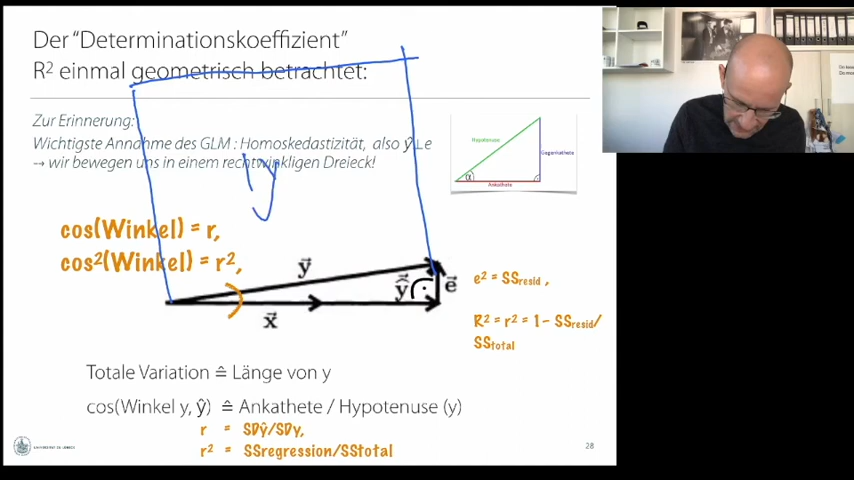 Der “Determinationskoeffizient”
R² einmal geometrisch betrachtet:
Zur Erinnerung:
Wichtigste Annahme des GLM : Homoskedastizität, also ŷ ⊥ e
→ wir bewegen uns in einem rechtwinkligen Dreieck!
Hypotenuse
Gegenkathete
α
Ankathete
cos(Winkel) = r,
cos²(Winkel) = r²,
y
y⃗
ŷ⃗
e⃗
x⃗
e² = SSresid ,
R² = r² = 1 - SSresid/
SStotal
Totale Variation ≙ Länge von y
cos(Winkel y, ŷ) ≙ Ankathete / Hypotenuse (y)
r = SDŷ/SDy,
r² = SSregression/SStotal
28